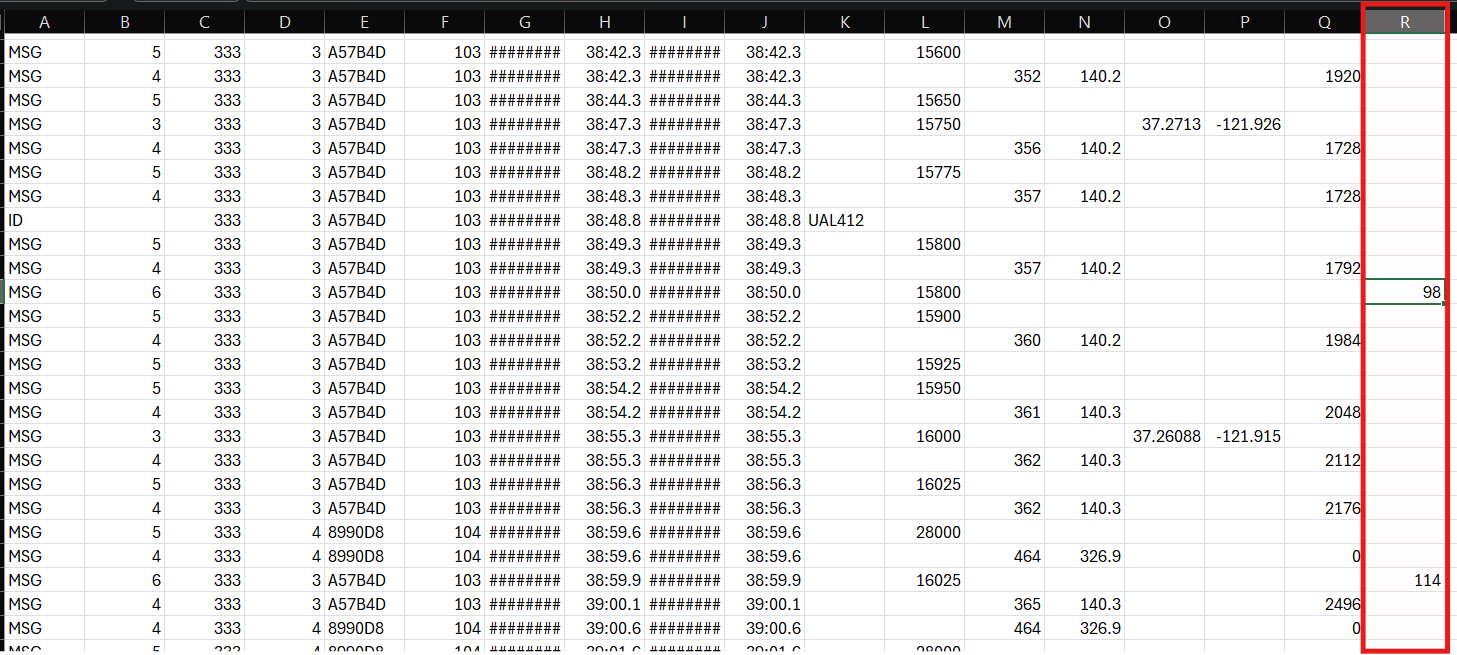 A B C D E F G H I J K L M N O P Q R
MSG 5 333 3 A57B4D 103 ######## 38:42.3 ######## 38:42.3 15600
MSG 4 333 3 A57B4D 103 ######## 38:42.3 ######## 38:42.3 352 140.2 1920
MSG 5 333 3 A57B4D 103 ######## 38:44.3 ######## 38:44.3 15650
MSG 3 333 3 A57B4D 103 ######## 38:47.3 ######## 38:47.3 15750 37.2713 -121.926
MSG 4 333 3 A57B4D 103 ######## 38:47.3 ######## 38:47.3 356 140.2 1728
MSG 5 333 3 A57B4D 103 ######## 38:48.2 ######## 38:48.2 15775
MSG 4 333 3 A57B4D 103 ######## 38:48.3 ######## 38:48.3 357 140.2 1728
ID 333 3 A57B4D 103 ######## 38:48.8 ######## 38:48.8 UAL412
MSG 5 333 3 A57B4D 103 ######## 38:49.3 ######## 38:49.3 15800
MSG 4 333 3 A57B4D 103 ######## 38:49.3 ######## 38:49.3 357 140.2 1792
MSG 6 333 3 A57B4D 103 ######## 38:50.0 ######## 38:50.0 15800 98
MSG 5 333 3 A57B4D 103 ######## 38:52.2 ######## 38:52.2 15900
MSG 4 333 3 A57B4D 103 ######## 38:52.2 ######## 38:52.2 360 140.2 1984
MSG 5 333 3 A57B4D 103 ######## 38:53.2 ######## 38:53.2 15925
MSG 5 333 3 A57B4D 103 ######## 38:54.2 ######## 38:54.2 15950
MSG 4 333 3 A57B4D 103 ######## 38:54.2 ######## 38:54.2 361 140.3 2048
MSG 3 333 3 A57B4D 103 ######## 38:55.3 ######## 38:55.3 16000 37.26088 -121.915
MSG 4 333 3 A57B4D 103 ######## 38:55.3 ######## 38:55.3 362 140.3 2112
MSG 5 333 3 A57B4D 103 ######## 38:56.3 ######## 38:56.3 16025
MSG 4 333 3 A57B4D 103 ######## 38:56.3 ######## 38:56.3 362 140.3 2176
MSG 5 333 4 8990D8 104 ######## 38:59.6 ######## 38:59.6 28000
MSG 4 333 4 8990D8 104 ######## 38:59.6 ######## 38:59.6 464 326.9 0
MSG 6 333 3 A57B4D 103 ######## 38:59.9 ######## 38:59.9 16025 114
MSG 4 333 3 A57B4D 103 ######## 39:00.1 ######## 39:00.1 365 140.3 2496
MSG 4 333 4 8990D8 104 ######## 39:00.6 ######## 39:00.6 464 326.9 0